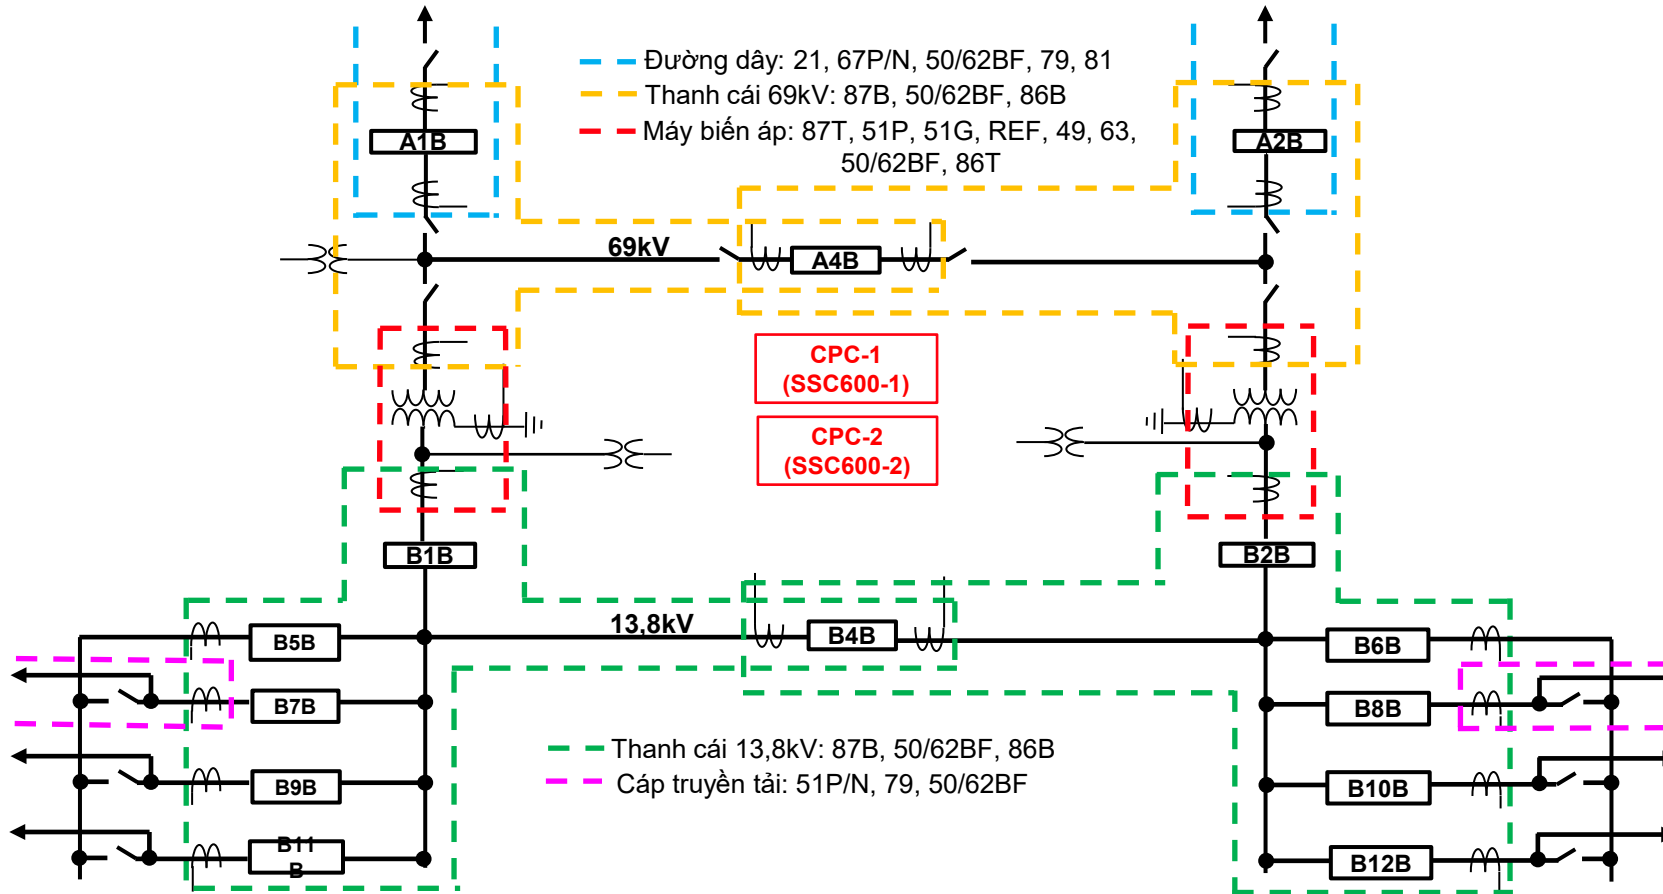 Đường dây: 21, 67P/N, 50/62BF, 79, 81
Thanh cái 69kV: 87B, 50/62BF, 86B
Máy biến áp: 87T, 51P, 51G, REF, 49, 63,
50/62BF, 86T
A1B
A2B
69kV
A4B
CPC-1
(SSC600-1)
CPC-2
(SSC600-2)
B1B
B2B
13,8kV
B4B
B5B
B6B
B7B
B8B
Thanh cái 13,8kV: 87B, 50/62BF, 86B
Cáp truyền tải: 51P/N, 79, 50/62BF
B9B
B10B
B11
B
B12B